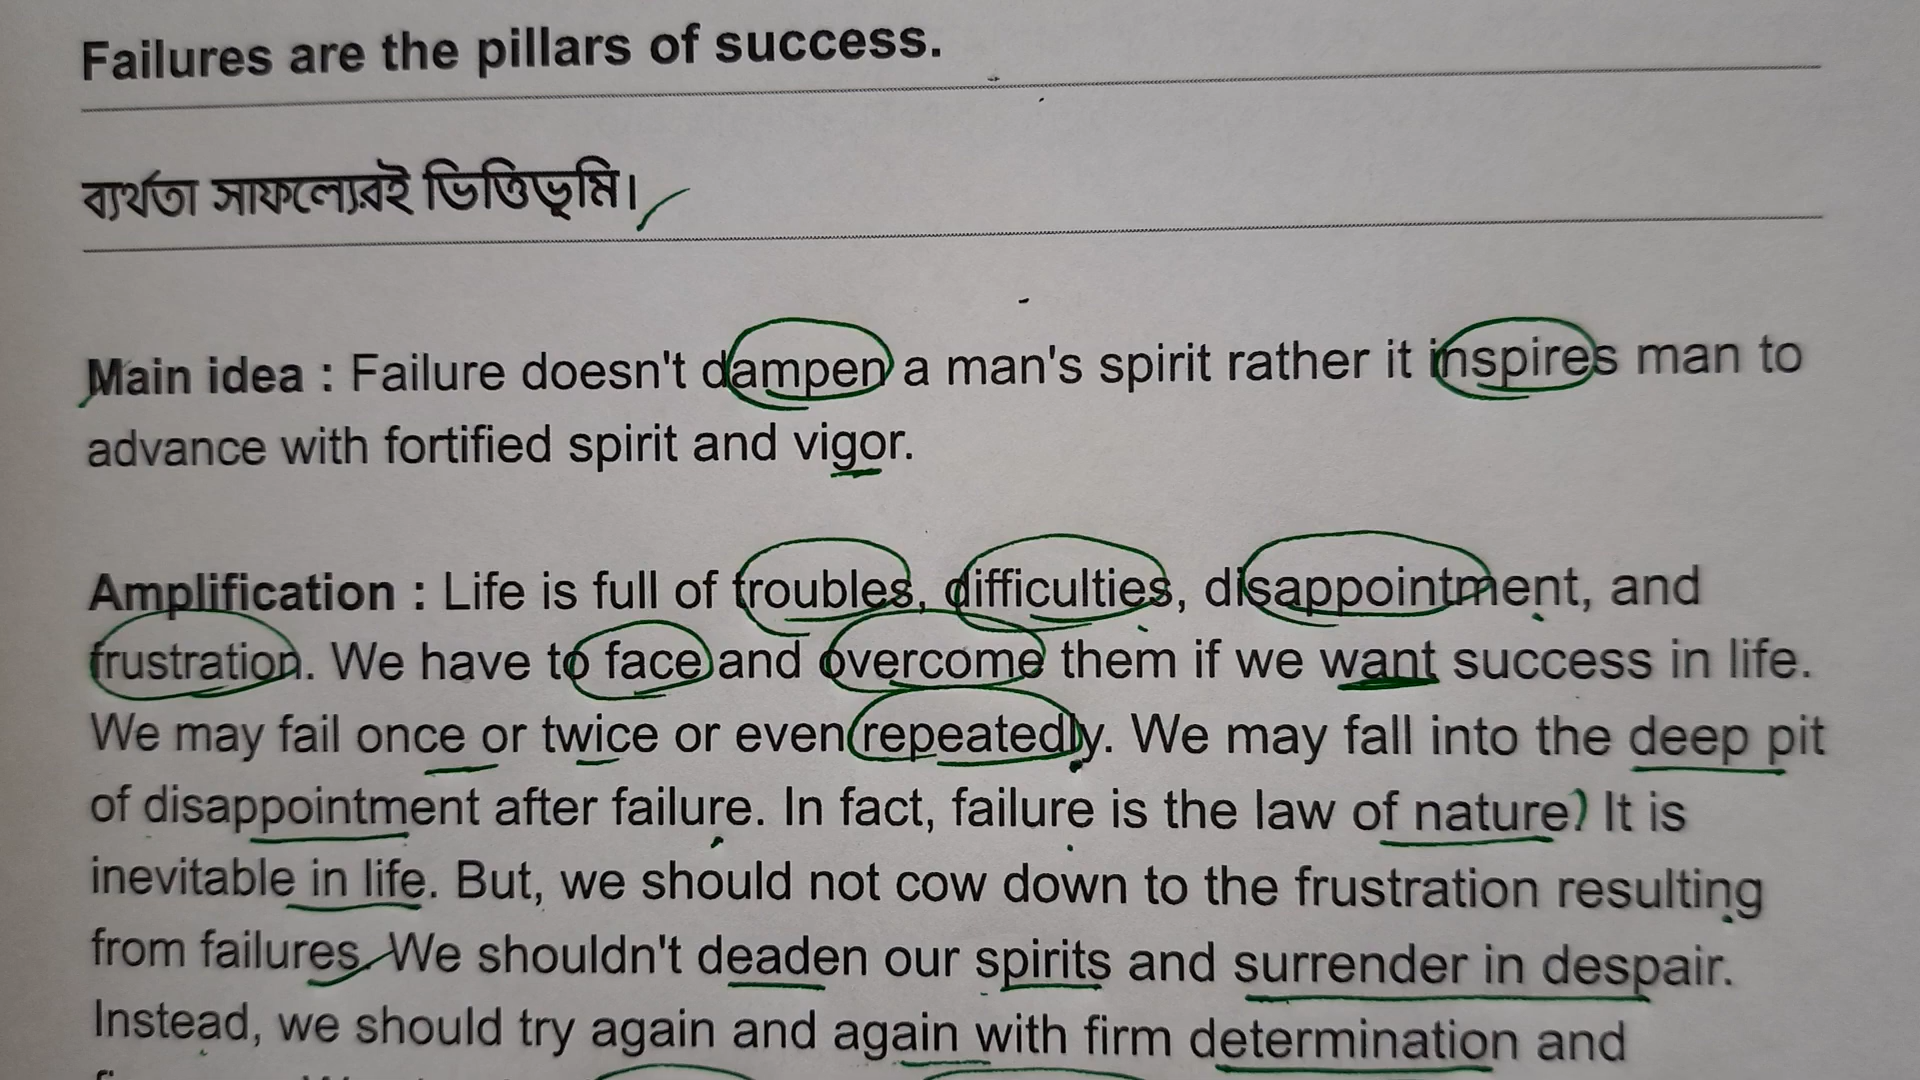 Failures are the pillars of success.
ব্যর্থতা সাফল্যেরই ভিত্তিভূমি।
Main idea : Failure doesn't dampen a man's spirit rather it inspires man to
advance with fortified spirit and vigor.
Amplification : Life is full of troubles, difficulties, disappointment, and
frustration. We have to face and overcome them if we want success in life.
We may fail once or twice or even repeatedly. We may fall into the deep pit
of disappointment after failure. In fact, failure is the law of nature. It is
inevitable in life. But, we should not cow down to the frustration resulting
from failures. We shouldn't deaden our spirits and surrender in despair.
Instead, we should try again and again with firm determination and